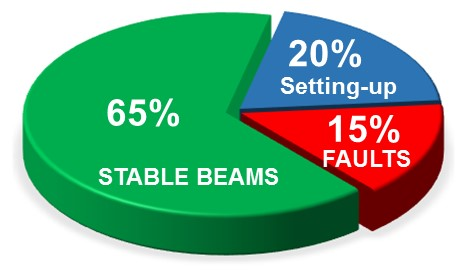 20%
Setting-up
65%
15%
FAULTS
STABLE BEAMS